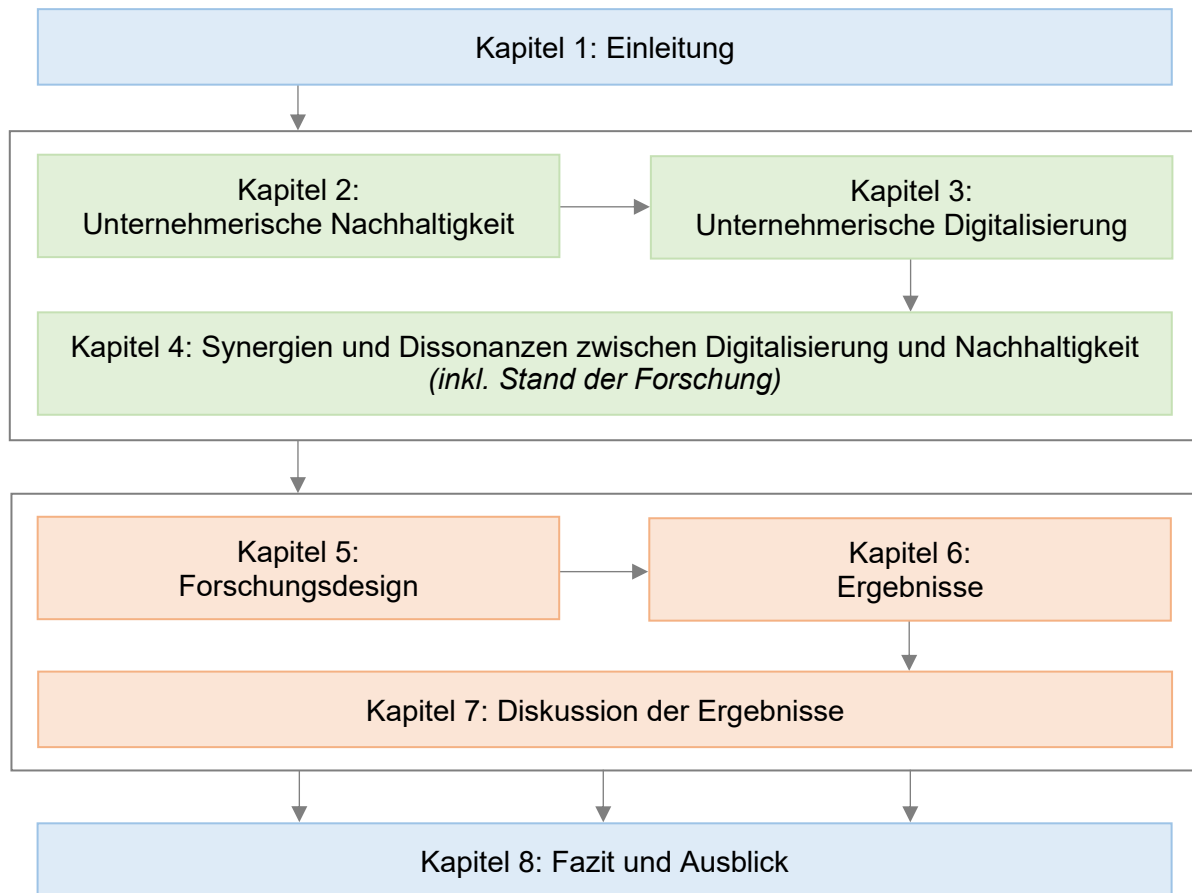 Kapitel 1: Einleitung
Kapitel 2:
Unternehmerische Nachhaltigkeit
Kapitel 3:
Unternehmerische Digitalisierung
Kapitel 4: Synergien und Dissonanzen zwischen Digitalisierung und Nachhaltigkeit
(inkl. Stand der Forschung)
Kapitel 5:
Forschungsdesign
Kapitel 6:
Ergebnisse
Kapitel 7: Diskussion der Ergebnisse
Kapitel 8: Fazit und Ausblick